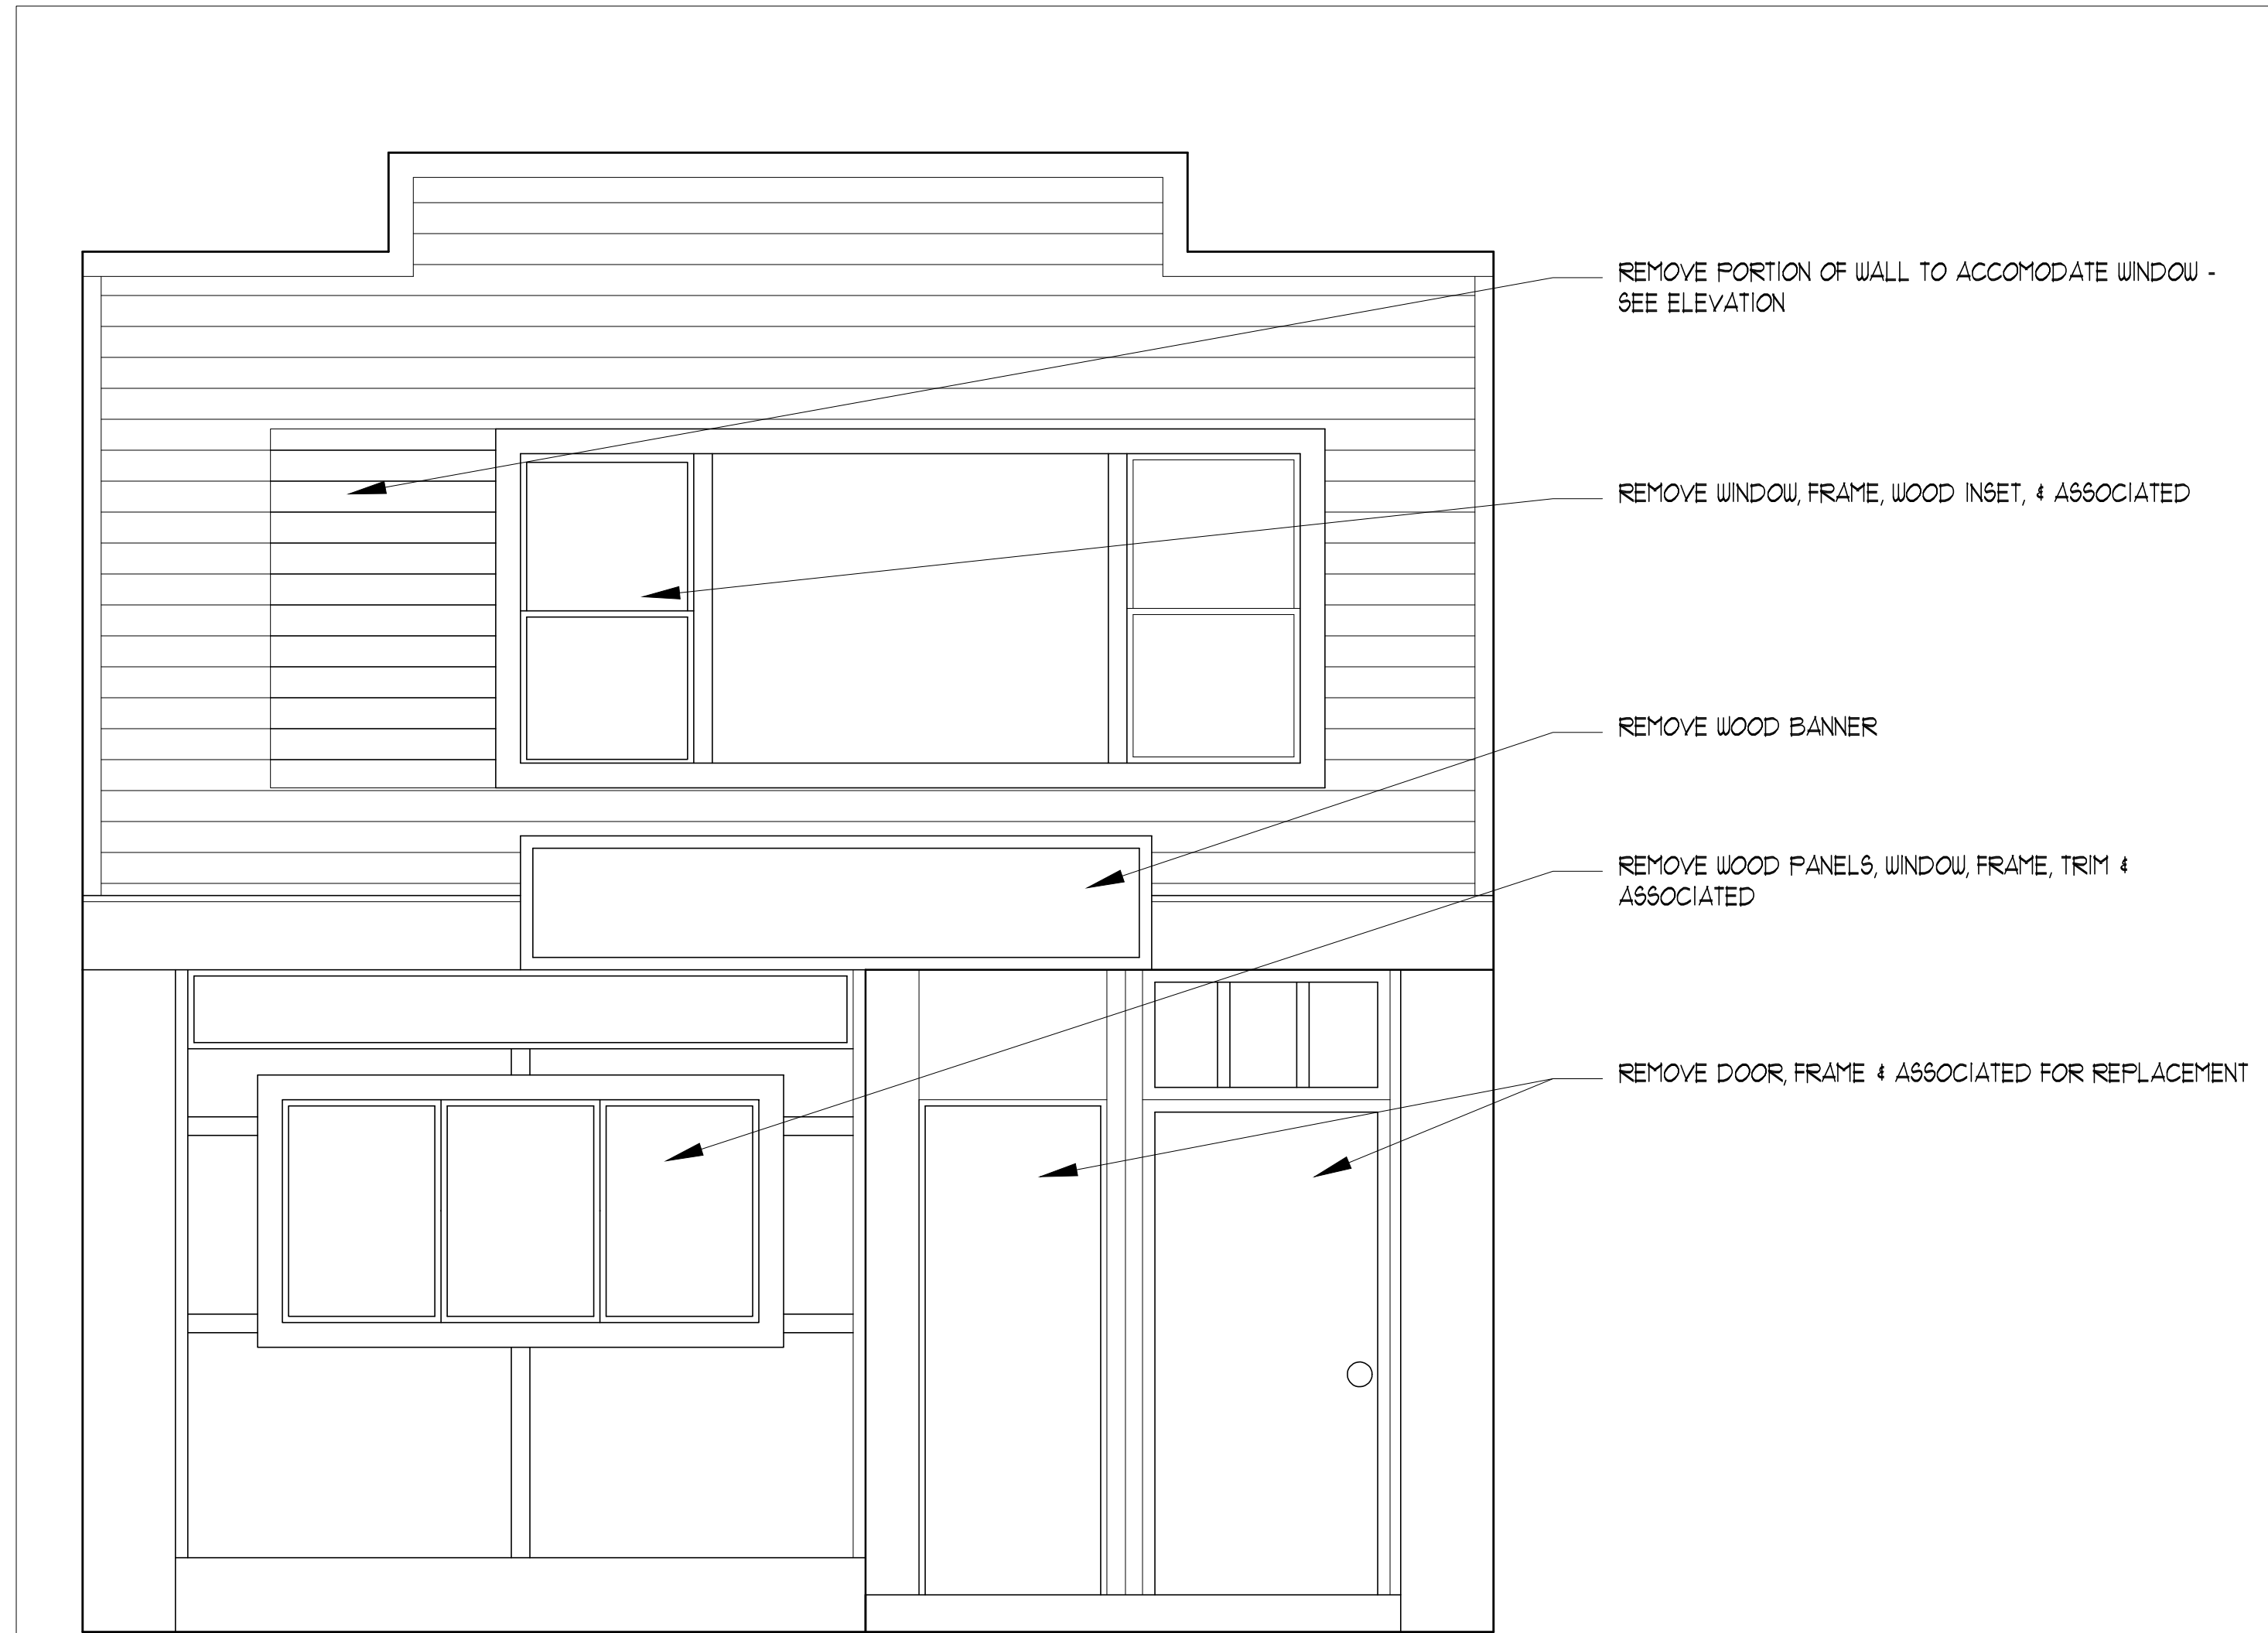 REMOVE PORTION OF WALL TO ACCOMODATE WINDOW -
SEE ELEVATION
REMOVE WINDOW, FRAME, WOOD INSET, & ASSOCIATED
REMOVE WOOD BANNER
REMOVE WOOD PANELS, WINDOW, FRAME, TRIM &
ASSOCIATED
REMOVE DOOR, FRAME & ASSOCIATED FOR REPLACEMENT